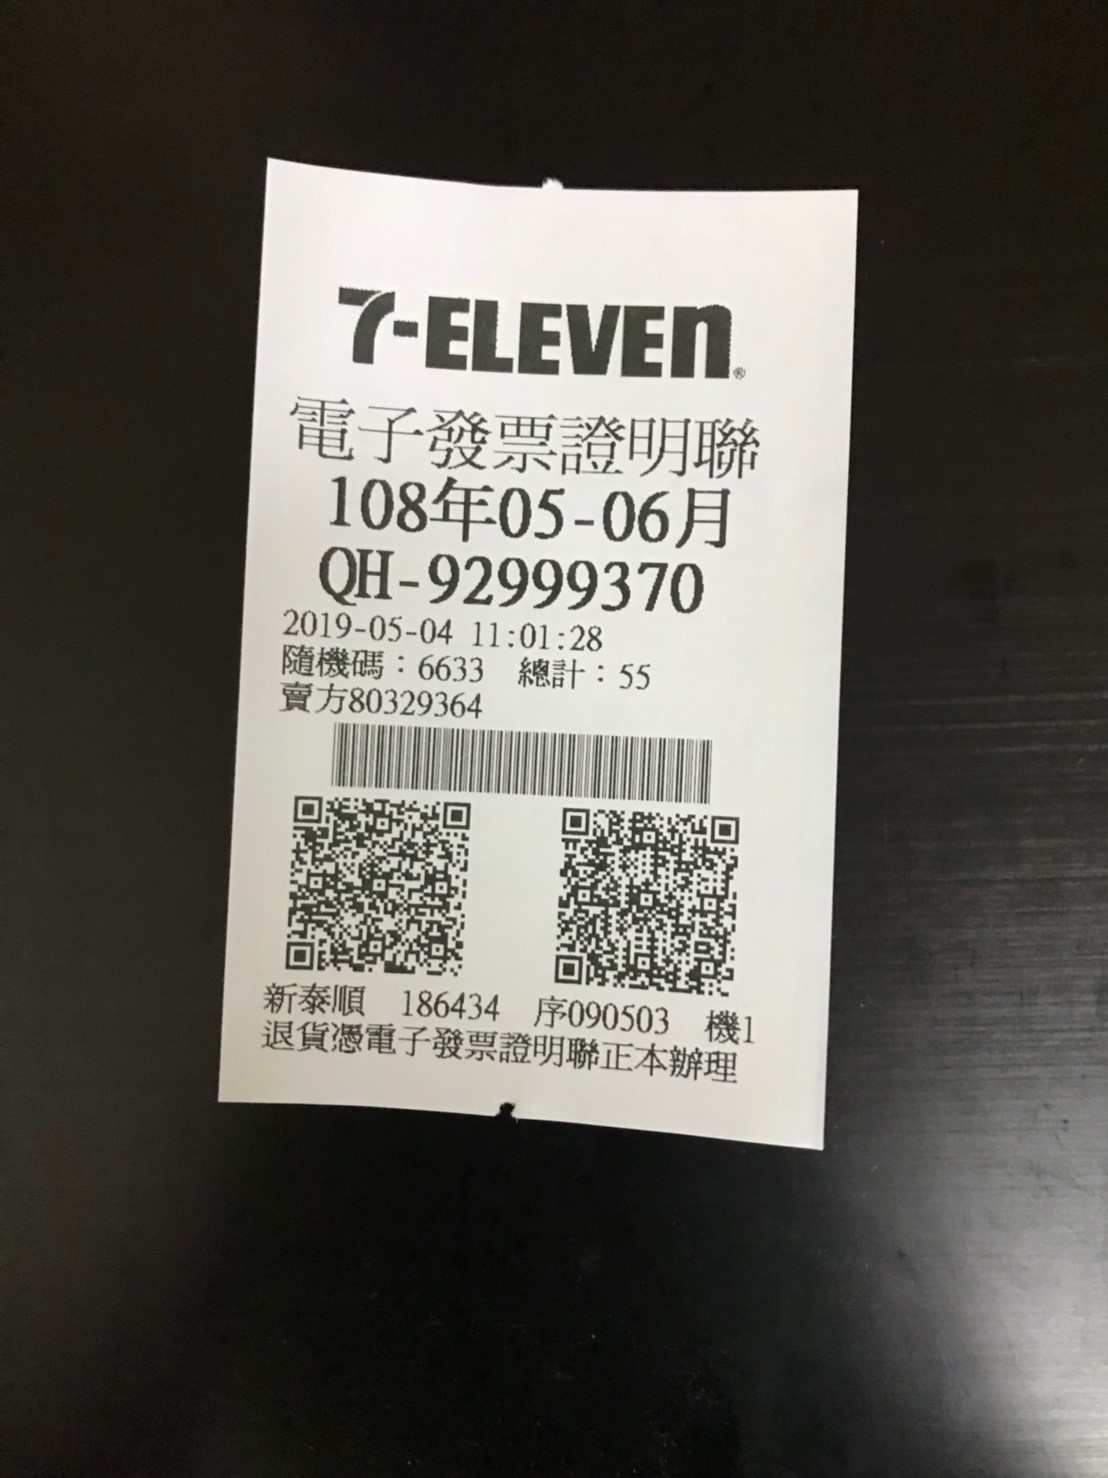 7-ELEVEn®
電子發票證明聯
108年05-06月
QH-92999370
2019-05-04 11:01:28
隨機碼：6633 總計：55
賣方80329364
新泰順 186434 序090503 機1
退貨憑電子發票證明聯正本辦理